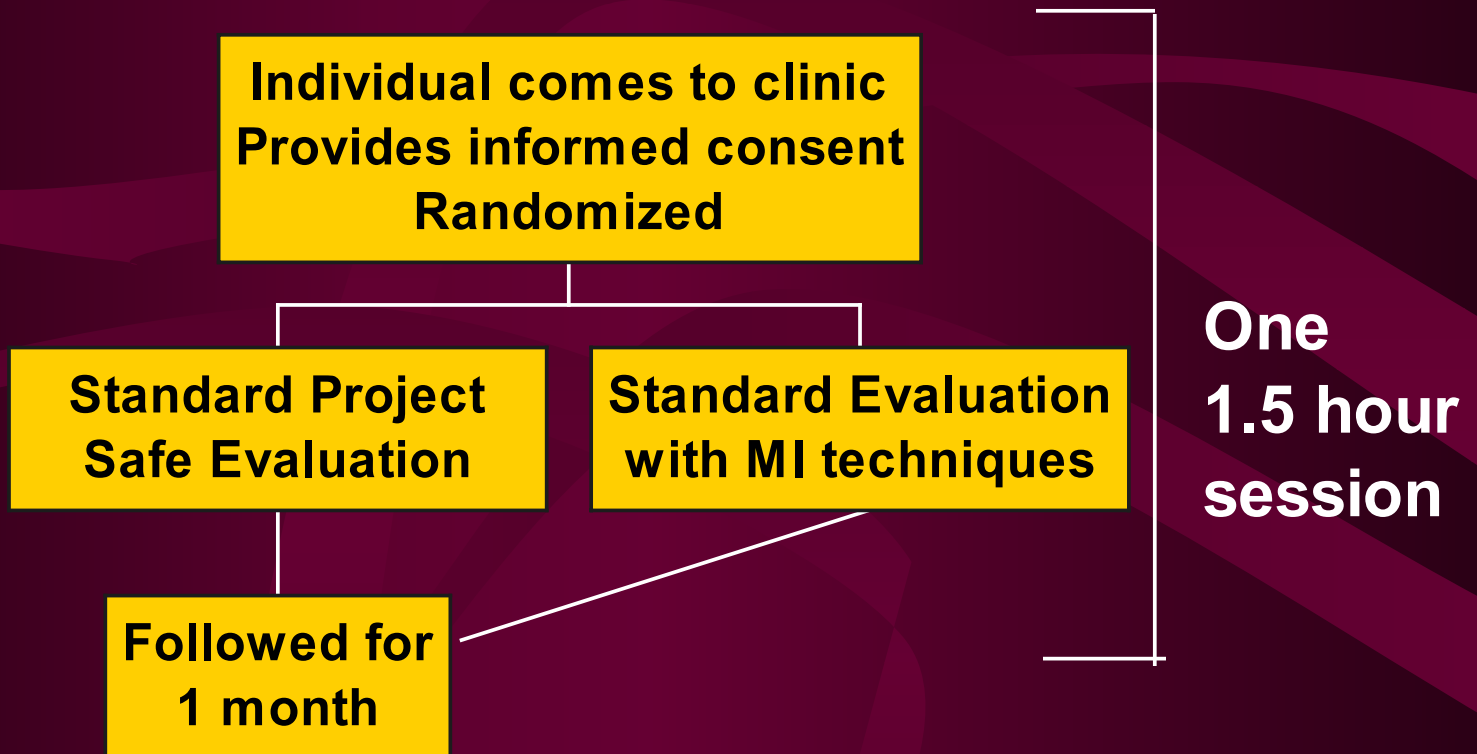 Individual comes to clinic
Provides informed consent
Randomized
Standard Project
Safe Evaluation
Standard Evaluation
with MI techniques
One
1.5 hour
session
Followed for
1 month